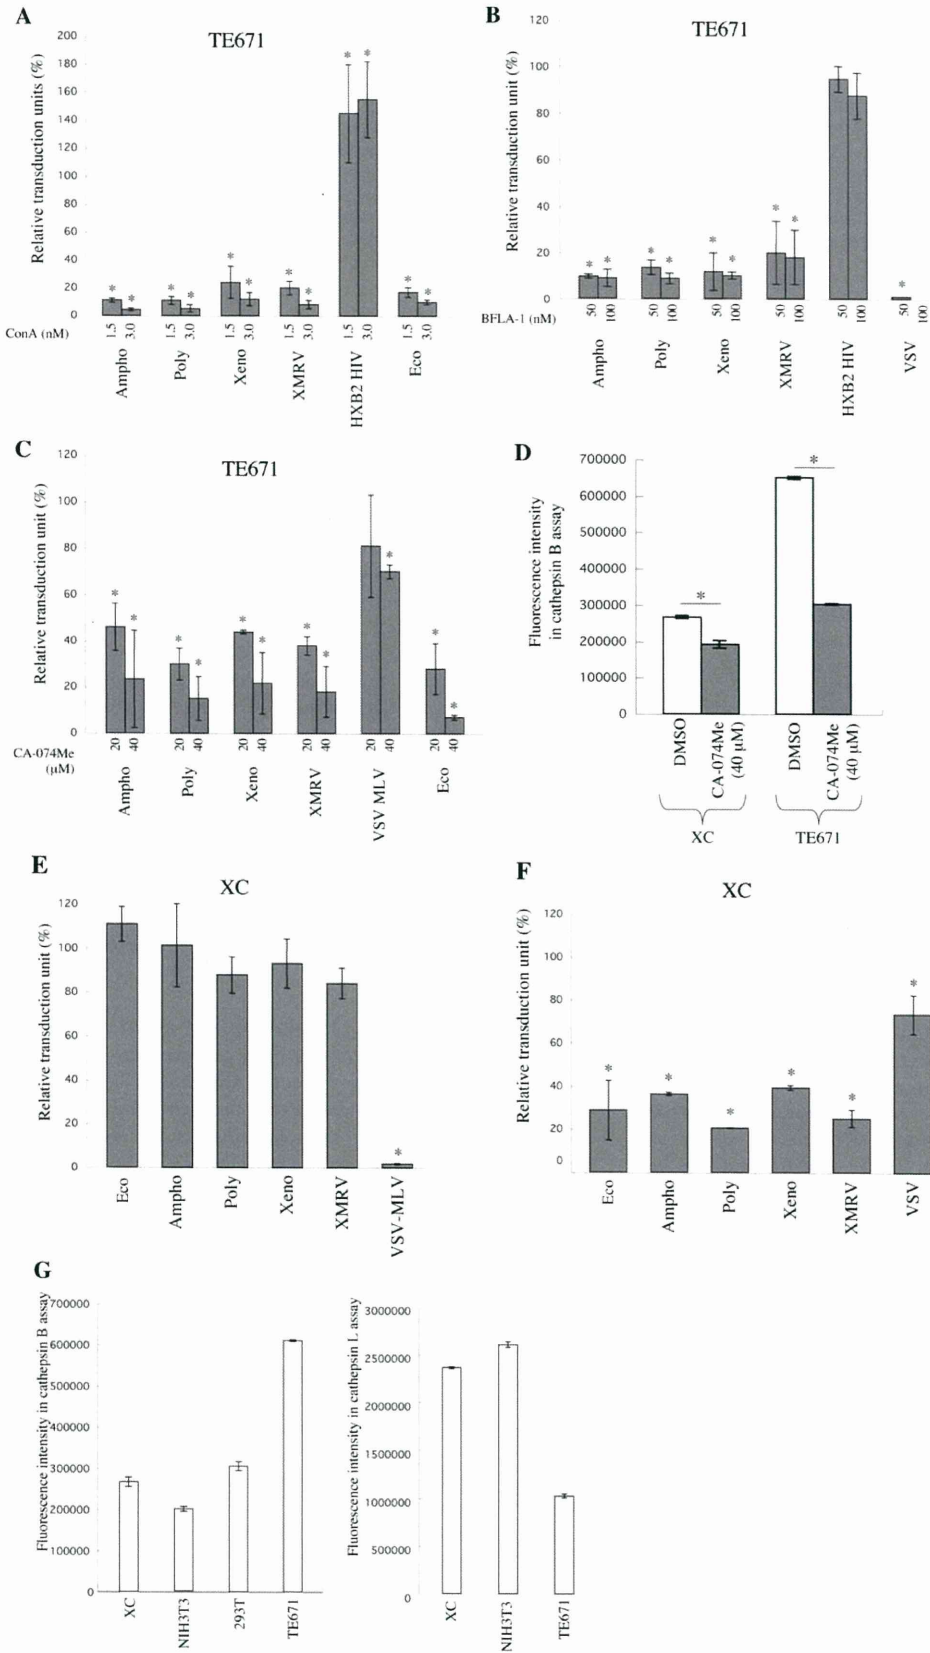 A
TE671
Relative transduction units (%)
200
180
160
140
120
100
80
60
40
20
0
* * * * * * * * * * * *
ConA (nM)
1.5 3.0 1.5 3.0 1.5 3.0 1.5 3.0 1.5 3.0 1.5 3.0
Ampho Poly Xeno XMRV HXB2 HIV Eco
B
TE671
Relative transduction unit (%)
120
100
80
60
40
20
0
* * * * * * * * *
BFLA-1 (nM)
50 100 50 100 50 100 50 100 50 100 50 100
Ampho Poly Xeno XMRV HXB2 HIV VSV
C
TE671
Relative transduction unit (%)
120
100
80
60
40
20
0
* * * * * * * * * * *
CA-074Me
(μM)
20 40 20 40 20 40 20 40 20 40 20 40
Ampho Poly Xeno XMRV VSV MLV Eco
D
Fluorescence intensity
in cathepsin B assay
700000
600000
500000
400000
300000
200000
100000
0
* *
DMSO
CA-074Me
(40 μM)
DMSO
CA-074Me
(40 μM)
XC TE671
E
XC
Relative transduction unit (%)
120
100
80
60
40
20
0
*
Eco Ampho Poly Xeno XMRV VSV-MLV
F
XC
Relative transduction unit (%)
120
100
80
60
40
20
0
* * * * * *
Eco Ampho Poly Xeno XMRV VSV
G
Fluorescence intensity in cathepsin B assay
700000
600000
500000
400000
300000
200000
100000
0
XC NIH3T3 293T TE671
Fluorescence intensity in cathepsin L assay
3000000
2500000
2000000
1500000
1000000
500000
0
XC NIH3T3 TE671